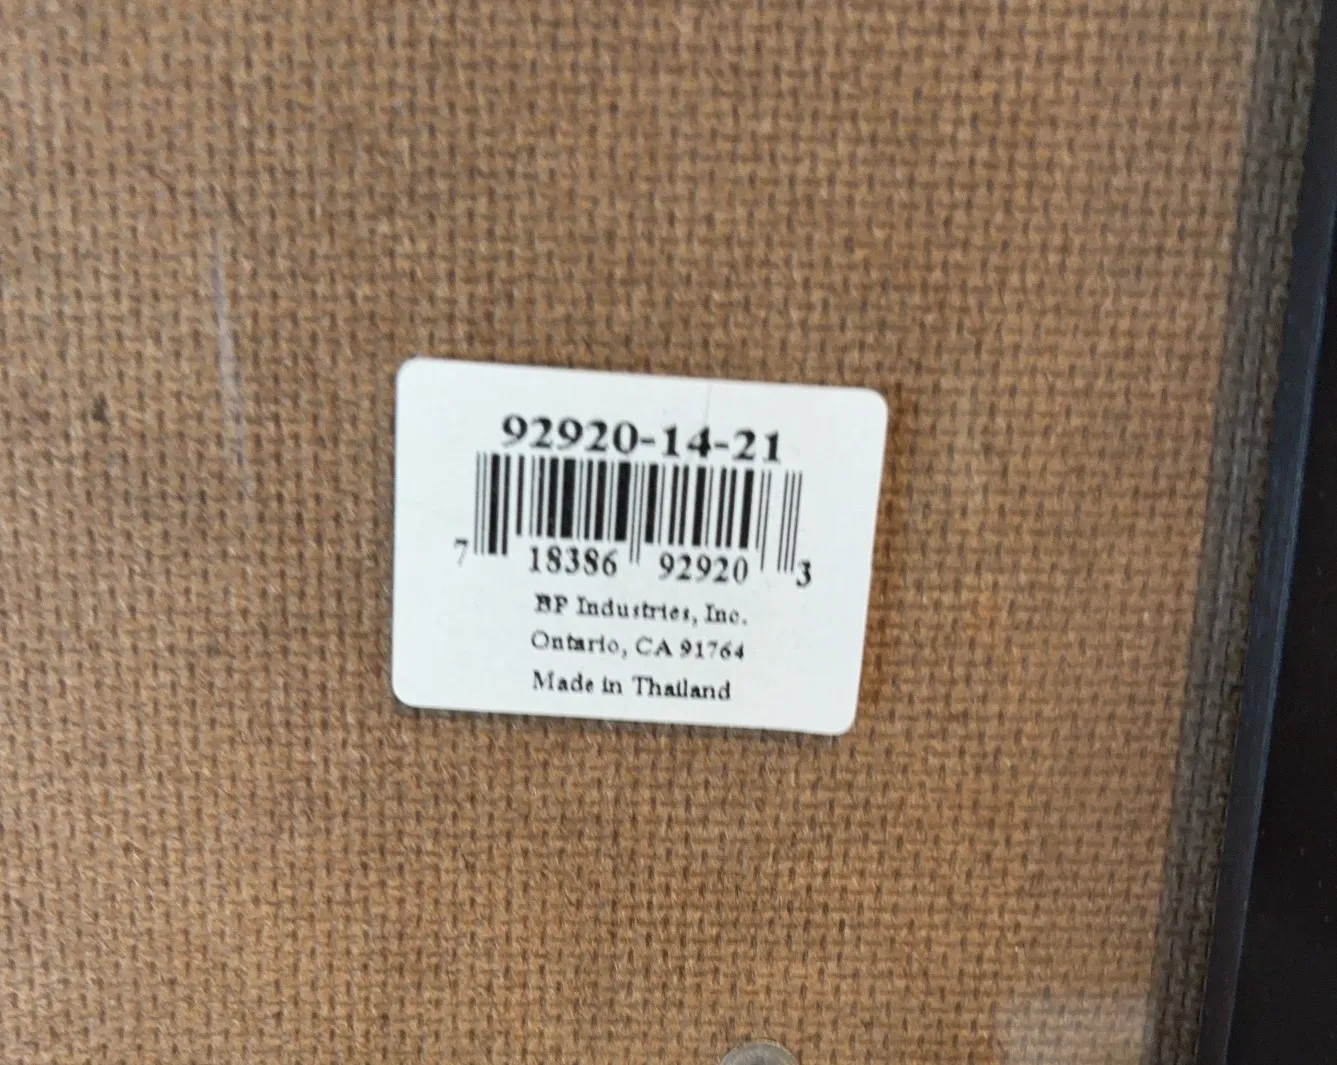 92920-14-21
7 18386 92920 3
BP Industries, Inc.
Ontario, CA 91764
Made in Thailand